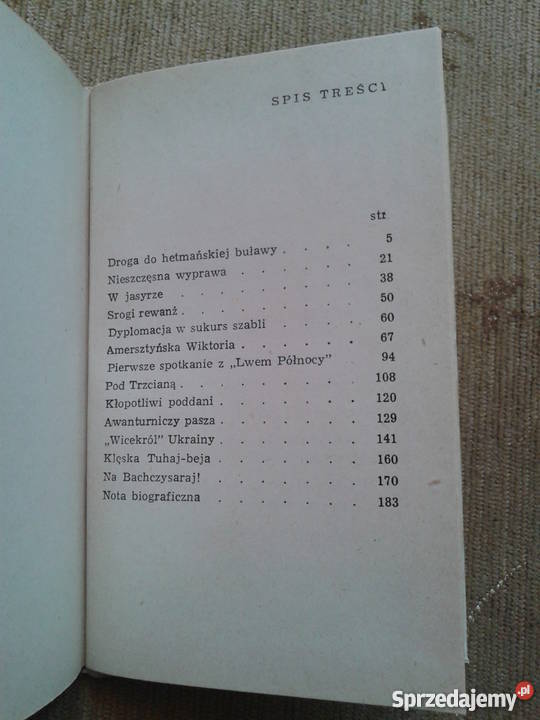 SPIS TREŚCI
str.
Droga do hetmańskiej buławy . . . . 5
Nieszczęsna wyprawa . . . . . 21
W jasyrze . . . . . . 38
Srogi rewanż . . . . . . 50
Dyplomacja w sukurs szabli . . . . 60
Amersztyńska Wiktoria . . . . . 67
Pierwsze spotkanie z „Lwem Północy” . . 94
Pod Trzcianą . . . . . . 108
Kłopotliwi poddani . . . . . 120
Awanturniczy pasza . . . . . 129
„Wicekról” Ukrainy . . . . . 141
Klęska Tuhaj-beja . . . . . 160
Na Bachczysaraj! . . . . . 170
Nota biograficzna . . . . . 183
Sprzedajemy.pl